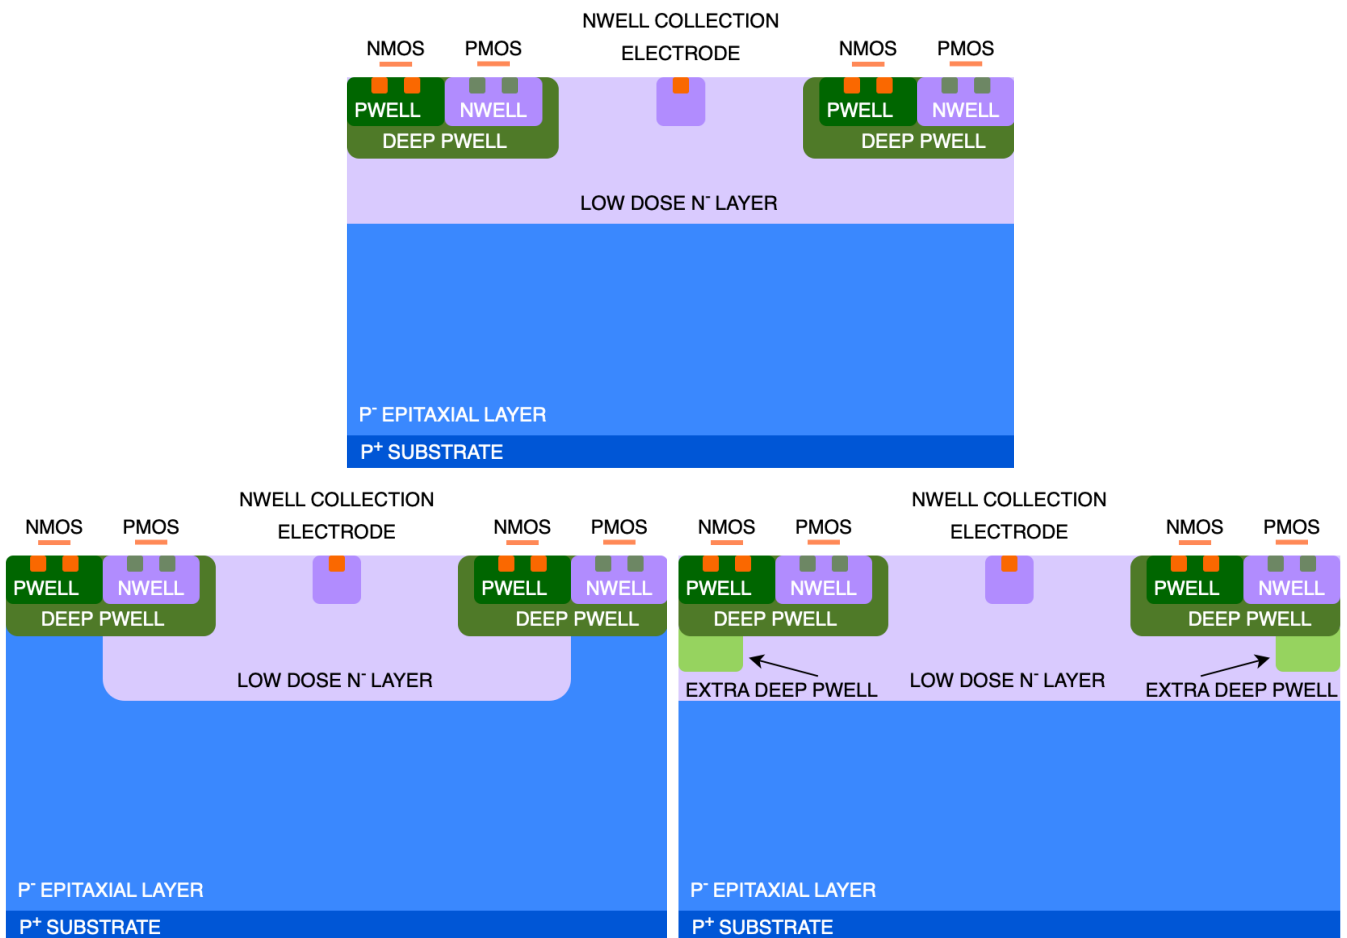 NWELL COLLECTION
ELECTRODE
NMOS PMOS NMOS PMOS
PWELL NWELL PWELL NWELL
DEEP PWELL DEEP PWELL
LOW DOSE N⁻ LAYER
P⁻ EPITAXIAL LAYER
P⁺ SUBSTRATE
NWELL COLLECTION
ELECTRODE
NMOS PMOS NMOS PMOS
PWELL NWELL PWELL NWELL
DEEP PWELL DEEP PWELL
LOW DOSE N⁻ LAYER
P⁻ EPITAXIAL LAYER
P⁺ SUBSTRATE
NWELL COLLECTION
ELECTRODE
NMOS PMOS NMOS PMOS
PWELL NWELL PWELL NWELL
DEEP PWELL DEEP PWELL
EXTRA DEEP PWELL LOW DOSE N⁻ LAYER EXTRA DEEP PWELL
P⁻ EPITAXIAL LAYER
P⁺ SUBSTRATE